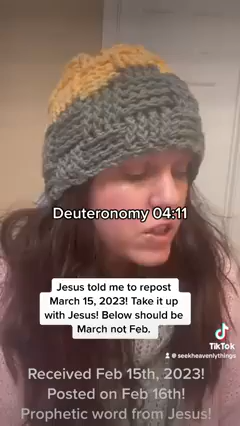 Deuteronomy 04:11
Jesus told me to repost
March 15, 2023! Take it up
with Jesus! Below should be
March not Feb.
TikTok
@seekheavenlythings
Received Feb 15th, 2023!
Posted on Feb 16th!
Prophetic word from Jesus!